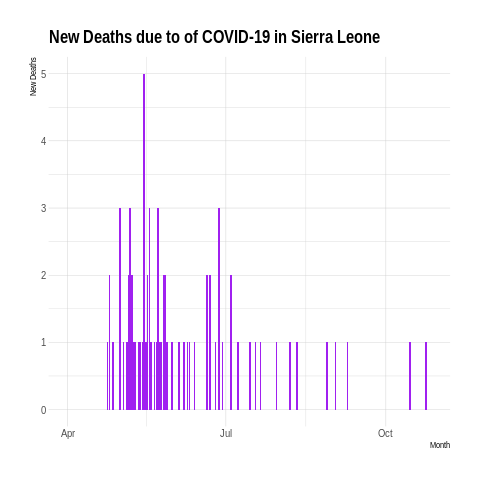 New Deaths due to of COVID-19 in Sierra Leone
New Deaths
5
4
3
2
1
0
Apr
Jul
Oct
Month